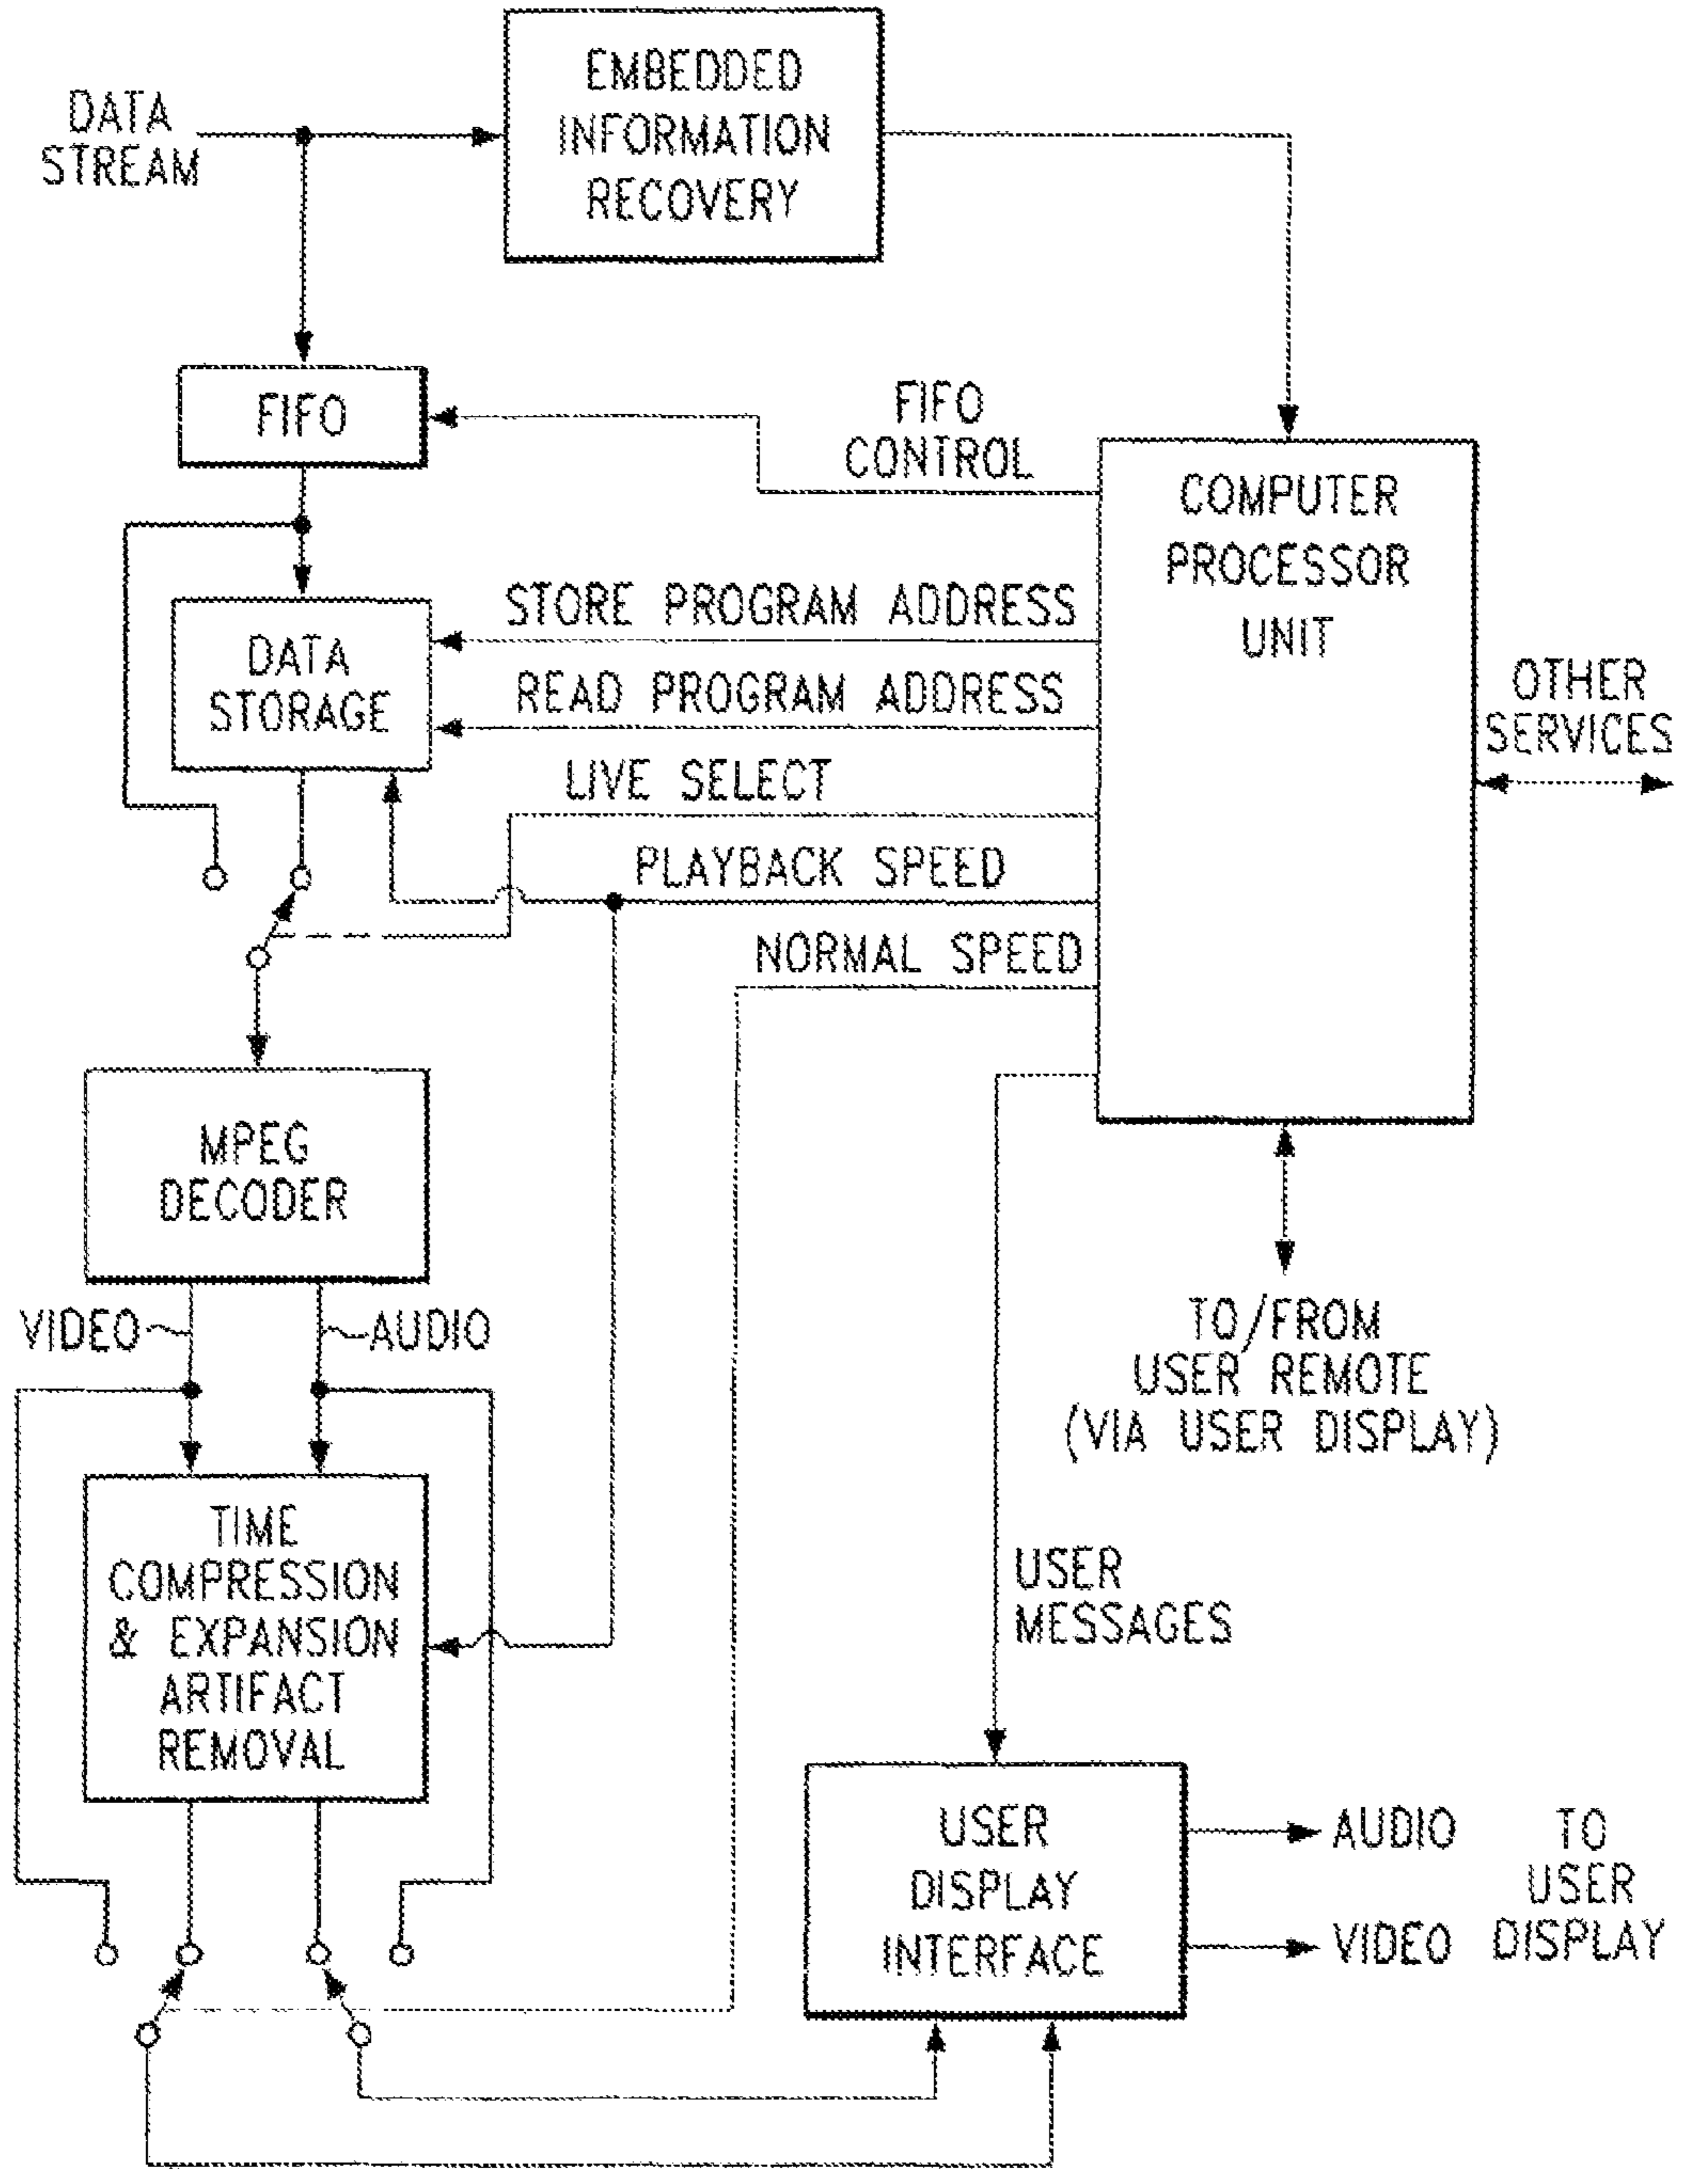 EMBEDDED
INFORMATION
RECOVERY
DATA
STREAM
FIFO
FIFO
CONTROL
COMPUTER
PROCESSOR
UNIT
STORE PROGRAM ADDRESS
DATA
STORAGE
READ PROGRAM ADDRESS
OTHER
SERVICES
LIVE SELECT
PLAYBACK SPEED
NORMAL SPEED
MPEG
DECODER
VIDEO
AUDIO
TO/FROM
USER REMOTE
(VIA USER DISPLAY)
TIME
COMPRESSION
& EXPANSION
ARTIFACT
REMOVAL
USER
MESSAGES
USER
DISPLAY
INTERFACE
AUDIO
VIDEO
TO
USER
DISPLAY